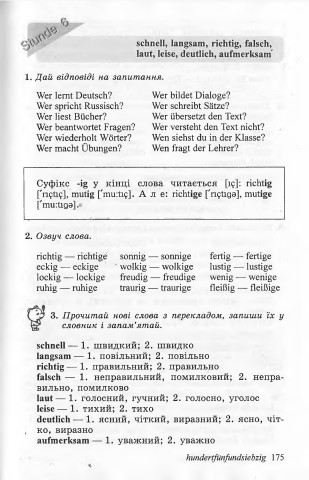 Stunde 6
schnell, langsam, richtig, falsch,
laut, leise, deutlich, aufmerksam
1. Дай відповіді на запитання.
Wer lernt Deutsch?
Wer spricht Russisch?
Wer liest Bücher?
Wer beantwortet Fragen?
Wer wiederholt Wörter?
Wer macht Übungen?
Wer bildet Dialoge?
Wer schreibt Sätze?
Wer übersetzt den Text?
Wer versteht den Text nicht?
Wen siehst du in der Klasse?
Wen fragt der Lehrer?
Суфікс -ig у кінці слова читається [ıç]: richtig
[ʹrıçtıç], mutig [ʹmu:tıç]. А л е: richtige [ʹrıçtıgə], mutige
[ʹmu:tıgə].
2. Озвуч слова.
richtig — richtige sonnig — sonnige fertig — fertige
eckig — eckige wolkig — wolkige lustig — lustige
lockig — lockige freudig — freudige wenig — wenige
ruhig — ruhige traurig — traurige fleißig — fleißige
3. Прочитай нові слова з перекладом, запиши їх у
словник і запам'ятай.
schnell — 1. швидкий; 2. швидко
langsam — 1. повільний; 2. повільно
richtig — 1. правильний; 2. правильно
falsch — 1. неправильний, помилковий; 2. непра-
вильно, помилково
laut — 1. голосний, гучний; 2. голосно, уголос
leise — 1. тихий; 2. тихо
deutlich — 1. ясний, чіткий, виразний; 2. ясно, чіт-
ко, виразно
aufmerksam — 1. уважний; 2. уважно
hundertfünfundsiebzig 175